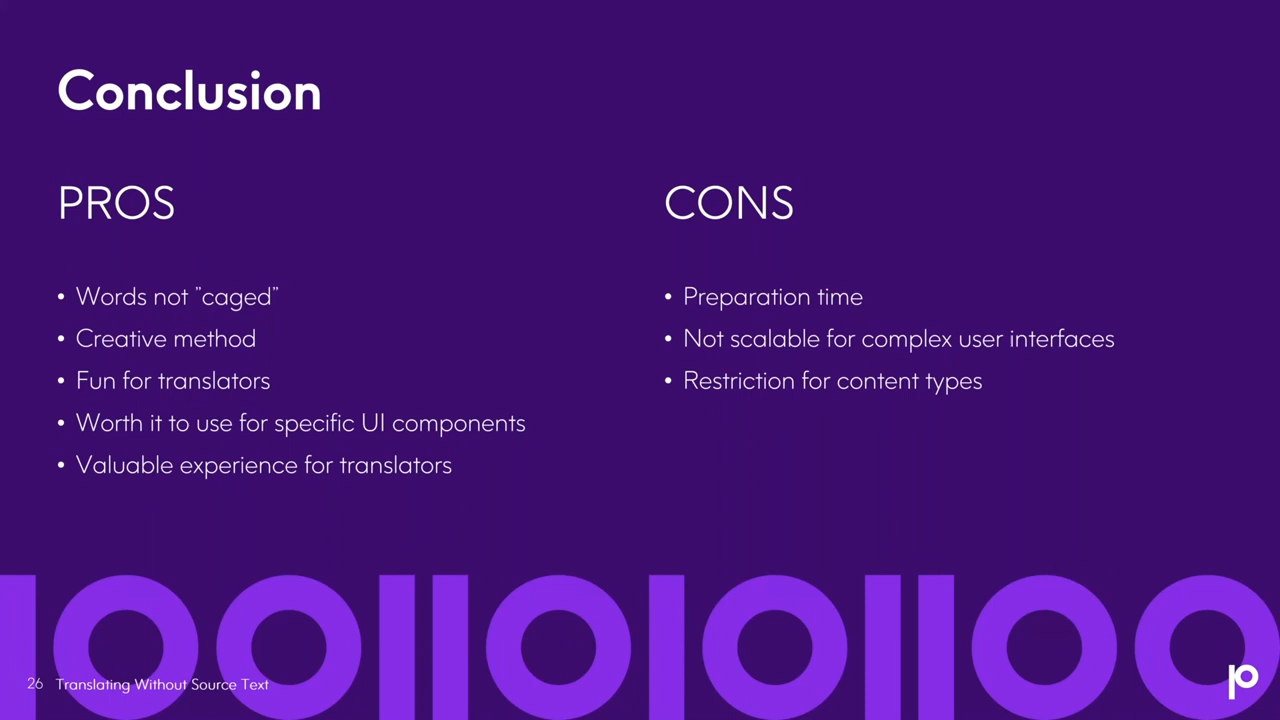 Conclusion
PROS
• Words not ”caged”
• Creative method
• Fun for translators
• Worth it to use for specific UI components
• Valuable experience for translators
CONS
• Preparation time
• Not scalable for complex user interfaces
• Restriction for content types
26 Translating Without Source Text